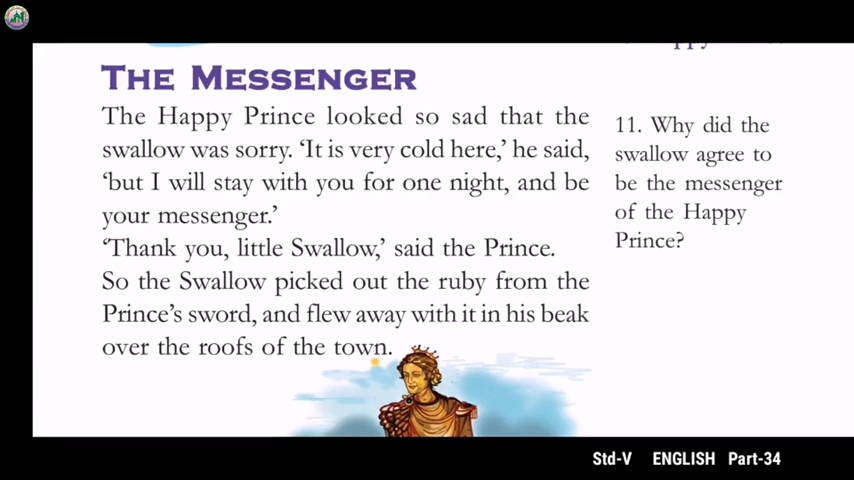 THE MESSENGER
The Happy Prince looked so sad that the
swallow was sorry. ‘It is very cold here,’ he said,
‘but I will stay with you for one night, and be
your messenger.’
‘Thank you, little Swallow,’ said the Prince.
So the Swallow picked out the ruby from the
Prince’s sword, and flew away with it in his beak
over the roofs of the town.
11. Why did the
swallow agree to
be the messenger
of the Happy
Prince?
Std-V ENGLISH Part-34